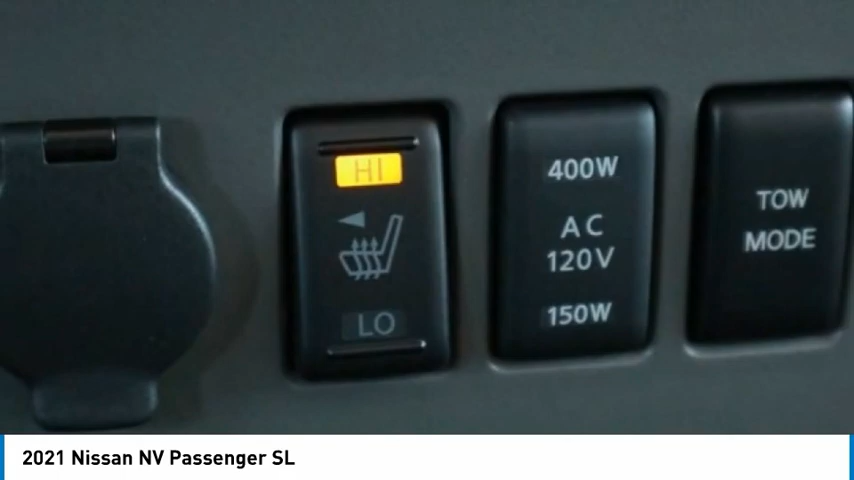 HI
LO
400W
AC
120V
150W
TOW
MODE
2021 Nissan NV Passenger SL